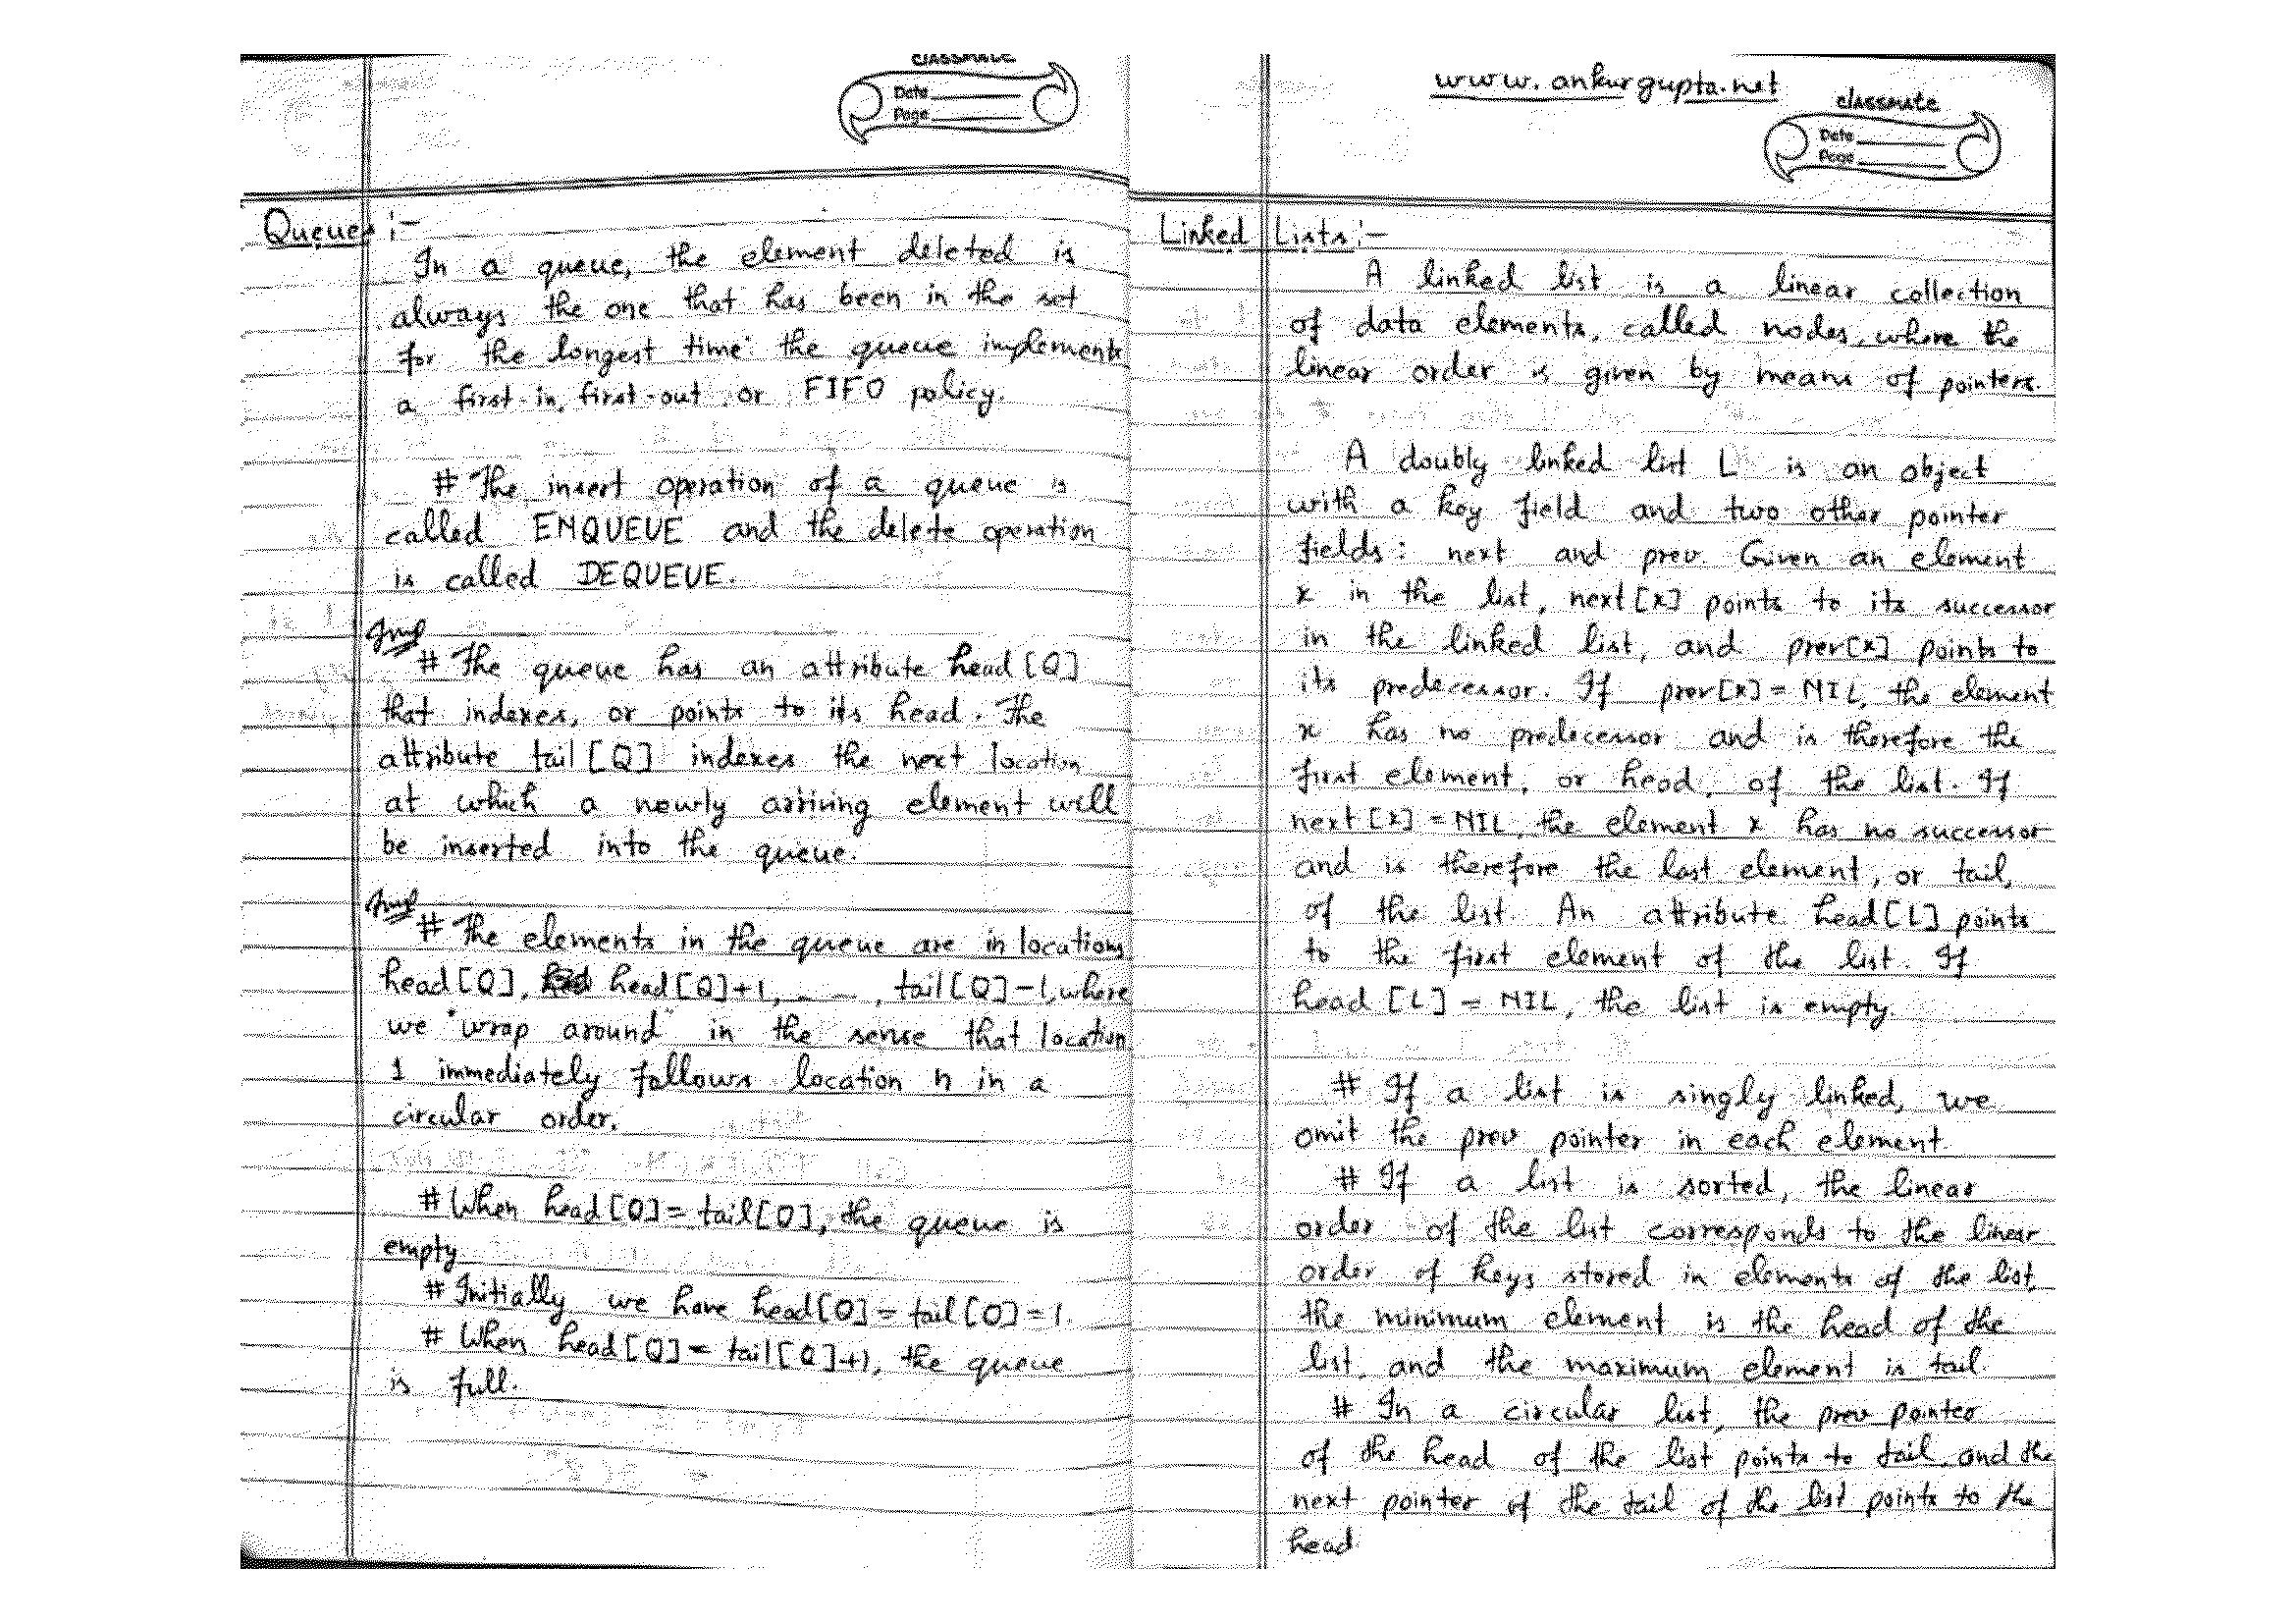 classmate
Date
Page
Queues :-
In a queue, the element deleted is
always the one that has been in the set
for the longest time: the queue implements
a first-in, first-out or FIFO policy.
# The insert operation of a queue is
called ENQUEUE and the delete operation
is called DEQUEUE.
Imp
# The queue has an attribute head[Q]
that indexes, or points to its head. The
attribute tail[Q] indexes the next location
at which a newly arriving element will
be inserted into the queue.
Imp
# The elements in the queue are in locations
head[Q], head[Q]+1, ... , tail[Q]-1, where
we "wrap around" in the sense that location
1 immediately follows location n in a
circular order.
# When head[Q] = tail[Q], the queue is
empty.
# Initially we have head[Q] = tail[Q] = 1.
# When head[Q] = tail[Q]+1, the queue
is full.
www.ankurgupta.net
classmate
Date
Page
Linked Lists :-
A linked list is a linear collection
of data elements, called nodes, where the
linear order is given by means of pointers.
A doubly linked list L is an object
with a key field and two other pointer
fields: next and prev. Given an element
x in the list, next[x] points to its successor
in the linked list, and prev[x] points to
its predecessor. If prev[x] = NIL, the element
x has no predecessor and is therefore the
first element, or head, of the list. If
next[x] = NIL, the element x has no successor
and is therefore the last element, or tail,
of the list. An attribute head[L] points
to the first element of the list. If
head [L] = NIL, the list is empty.
# If a list is singly linked, we
omit the prev pointer in each element.
# If a list is sorted, the linear
order of the list corresponds to the linear
order of keys stored in elements of the list,
the minimum element is the head of the
list, and the maximum element is tail.
# In a circular list, the prev pointer
of the head of the list points to tail, and the
next pointer of the tail of the list points to the
head.